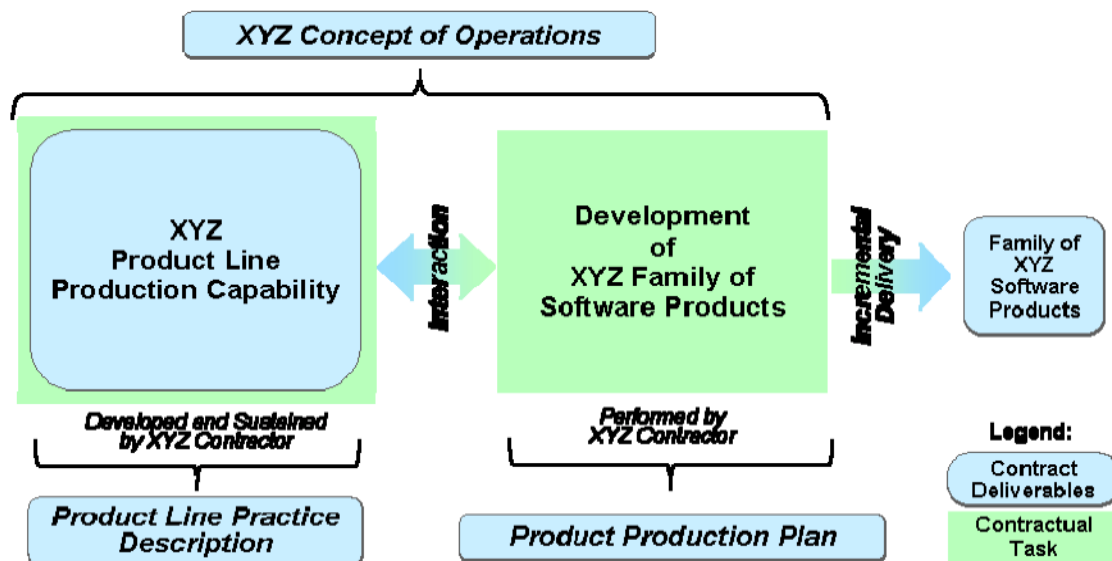 XYZ Concept of Operations
XYZ
Product Line
Production Capability
Interaction
Development
of
XYZ Family of
Software Products
Incremental
Delivery
Family of
XYZ
Software
Products
Developed and Sustained
by XYZ Contractor
Performed by
XYZ Contractor
Product Line Practice
Description
Product Production Plan
Legend:
Contract
Deliverables
Contractual
Task